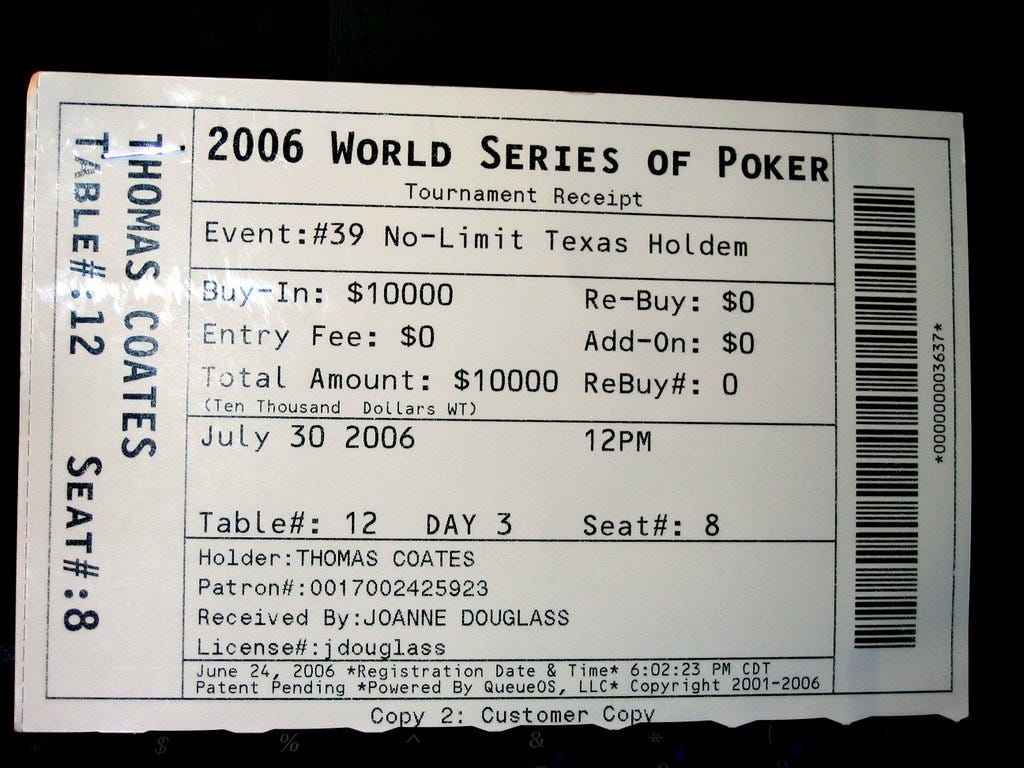 THOMAS COATES
TABLE#:12 SEAT#:8
2006 WORLD SERIES OF POKER
Tournament Receipt
Event:#39 No-Limit Texas Holdem
Buy-In: $10000 Re-Buy: $0
Entry Fee: $0 Add-On: $0
Total Amount: $10000 ReBuy#: 0
(Ten Thousand Dollars WT)
July 30 2006 12PM
Table#: 12 DAY 3 Seat#: 8
Holder:THOMAS COATES
Patron#:0017002425923
Received By:JOANNE DOUGLASS
License#:jdouglass
June 24, 2006 *Registration Date & Time* 6:02:23 PM CDT
Patent Pending *Powered By QueueOS, LLC* Copyright 2001-2006
Copy 2: Customer Copy
*000000003637*
$ % ^ & * (